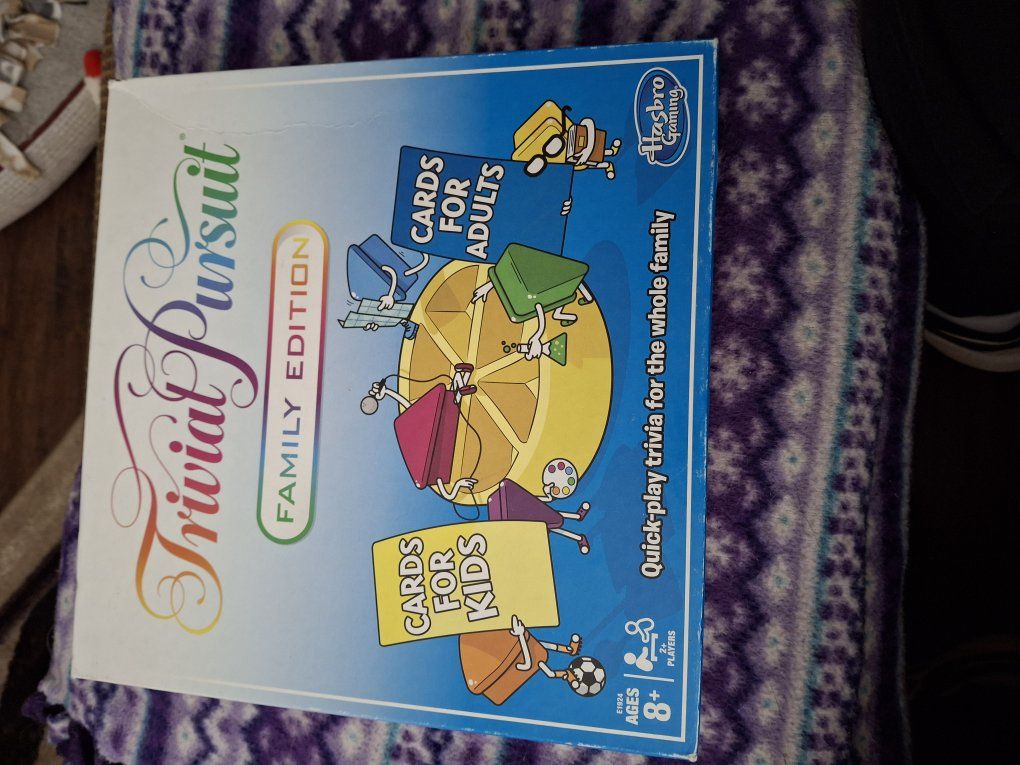 Trivial Pursuit®
FAMILY EDITION
CARDS
FOR
KIDS
CARDS
FOR
ADULTS
Quick-play trivia for the whole family
E1924
AGES
8+
2+
PLAYERS
Hasbro
Gaming